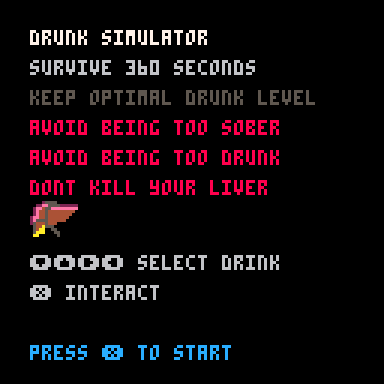 DRUNK SIMULATOR
SURVIVE 360 SECONDS
KEEP OPTIMAL DRUNK LEVEL
AVOID BEING TOO SOBER
AVOID BEING TOO DRUNK
DONT KILL YOUR LIVER
⬅️⬆️➡️⬇️ SELECT DRINK
❎ INTERACT
PRESS ❎ TO START